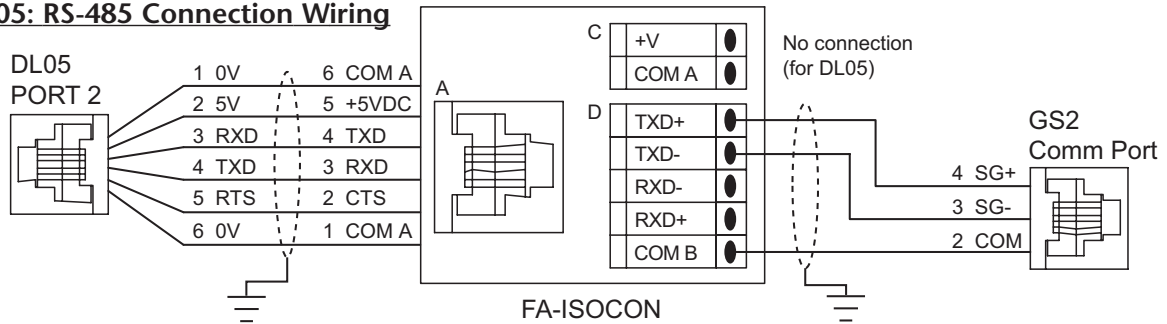 05: RS-485 Connection Wiring
DL05
PORT 2
1 0V 6 COM A
2 5V 5 +5VDC
3 RXD 4 TXD
4 TXD 3 RXD
5 RTS 2 CTS
6 0V 1 COM A
A
C
+V
COM A
No connection
(for DL05)
D
TXD+
TXD-
RXD-
RXD+
COM B
GS2
Comm Port
4 SG+
3 SG-
2 COM
FA-ISOCON